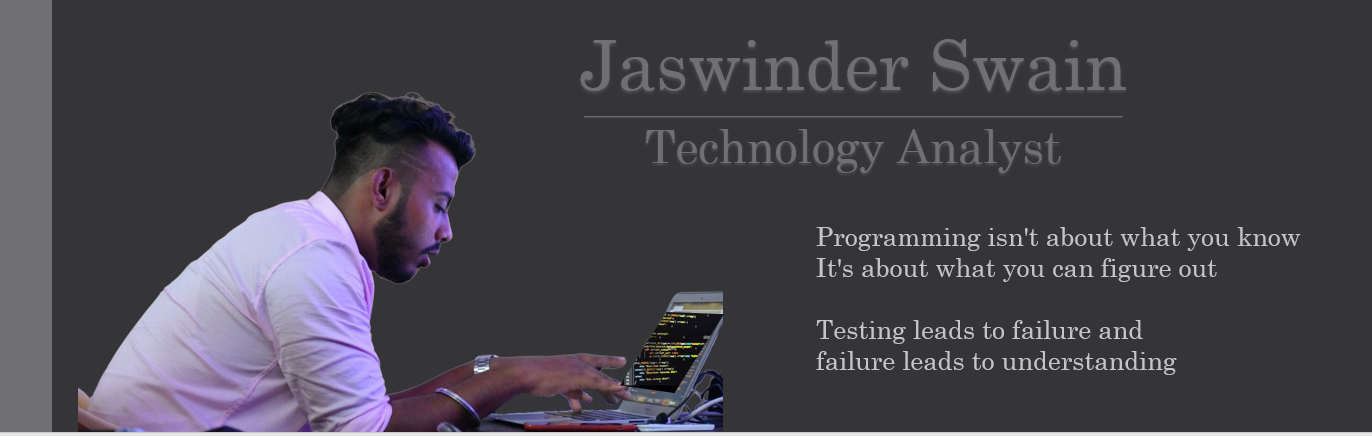 Jaswinder Swain
Technology Analyst
Programming isn't about what you know
It's about what you can figure out
Testing leads to failure and
failure leads to understanding